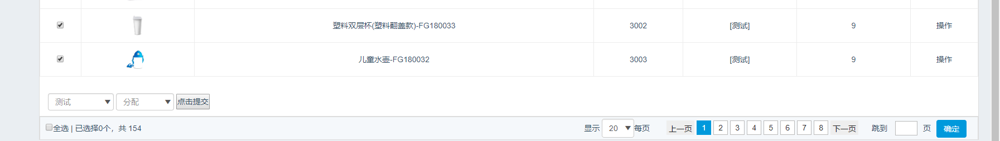 塑料双层杯(塑料翻盖款)-FG180033 3002 [测试] 9 操作
儿童水壶-FG180032 3003 [测试] 9 操作
测试 分配 点击提交
全选 | 已选择0个，共 154 显示 20 每页 上一页 1 2 3 4 5 6 7 8 下一页 跳到 页 确定